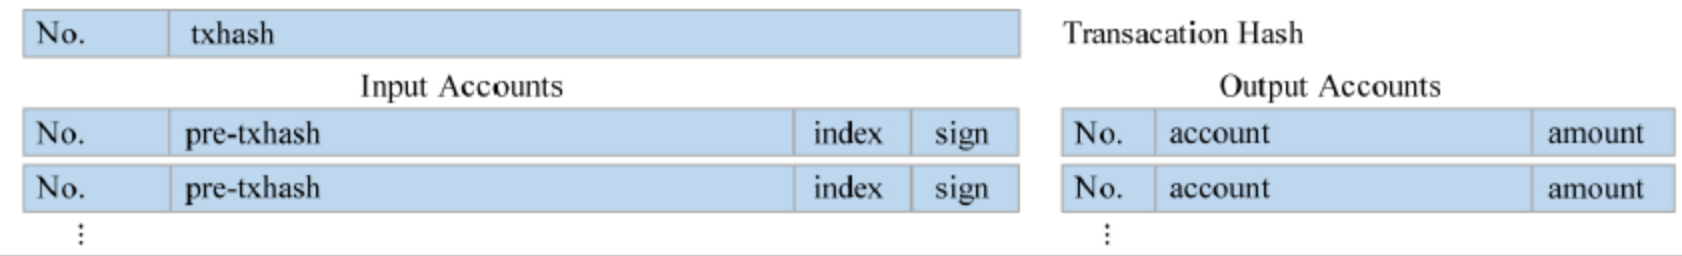 No. txhash Transacation Hash
Input Accounts Output Accounts
No. pre-txhash index sign No. account amount
No. pre-txhash index sign No. account amount
⋮ ⋮